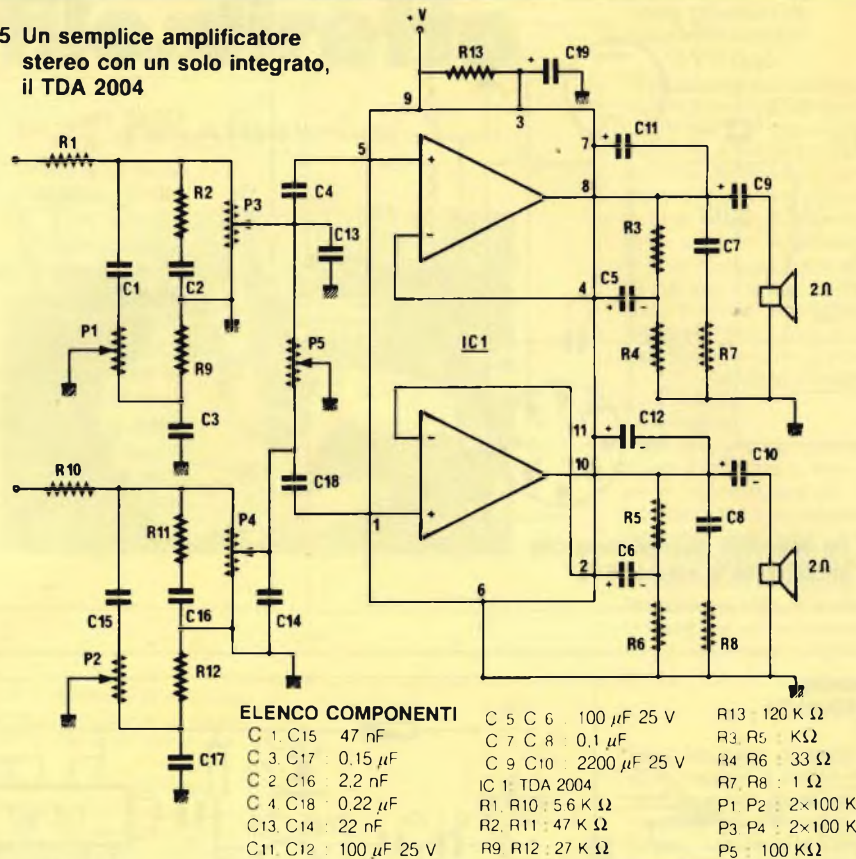 5 Un semplice amplificatore
stereo con un solo integrato,
il TDA 2004
+ V
R13
+
C19
9
3
R1
5
7
+
C11
C4
8
+
C9
R2
P3
+
R3
C13
C7
C1
C2
-
C5
4
2Ω
+
-
P1
P5
IC1
R9
R4
R7
C3
11
+
C12
-
R10
-
10
+
C10
-
C18
R11
P4
R5
C8
1
+
C6
2
2Ω
+
-
C15
C16
C14
6
R6
R8
P2
R12
C17
ELENCO COMPONENTI
C 1, C15 47 nF
C 3, C17 : 0,15 μF
C 2 C16 : 2,2 nF
C 4 C18 : 0,22 μF
C13, C14 : 22 nF
C11, C12 : 100 μF 25 V
C 5 C 6 : 100 μF 25 V
C 7 C 8 : 0,1 μF
C 9 C10 : 2200 μF 25 V
IC 1 : TDA 2004
R1, R10 : 56 K Ω
R2, R11 : 47 K Ω
R9 R12 : 27 K Ω
R13 : 120 K Ω
R3, R5 : KΩ
R4 R6 : 33 Ω
R7, R8 : 1 Ω
P1 P2 : 2×100 K
P3 P4 : 2×100 K
P5 : 100 KΩ